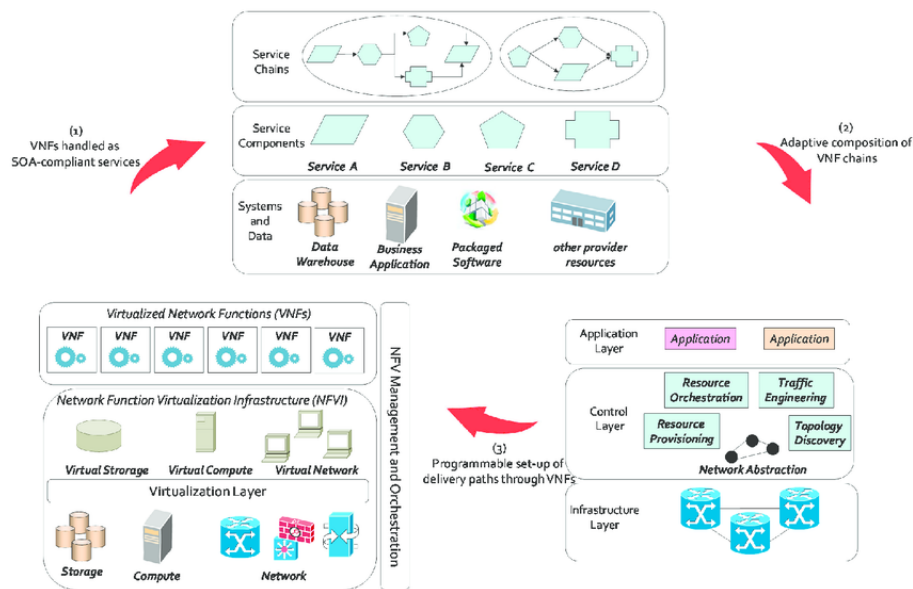 Service
Chains
(1)
VNFs handled as
SOA-compliant services
Service
Components
Service A
Service B
Service C
Service D
(2)
Adaptive composition of
VNF chains
Systems
and
Data
Data
Warehouse
Business
Application
Packaged
Software
other provider
resources
Virtualized Network Functions (VNFs)
VNF
VNF
VNF
VNF
VNF
VNF
Network Function Virtualization Infrastructure (NFVI)
Virtual Storage
Virtual Compute
Virtual Network
Virtualization Layer
Storage
Compute
Network
NFV Management and Orchestration
(3)
Programmable set-up of
delivery paths through VNFs
Application
Layer
Application
Application
Control
Layer
Resource
Orchestration
Traffic
Engineering
Resource
Provisioning
Topology
Discovery
Network Abstraction
Infrastructure
Layer